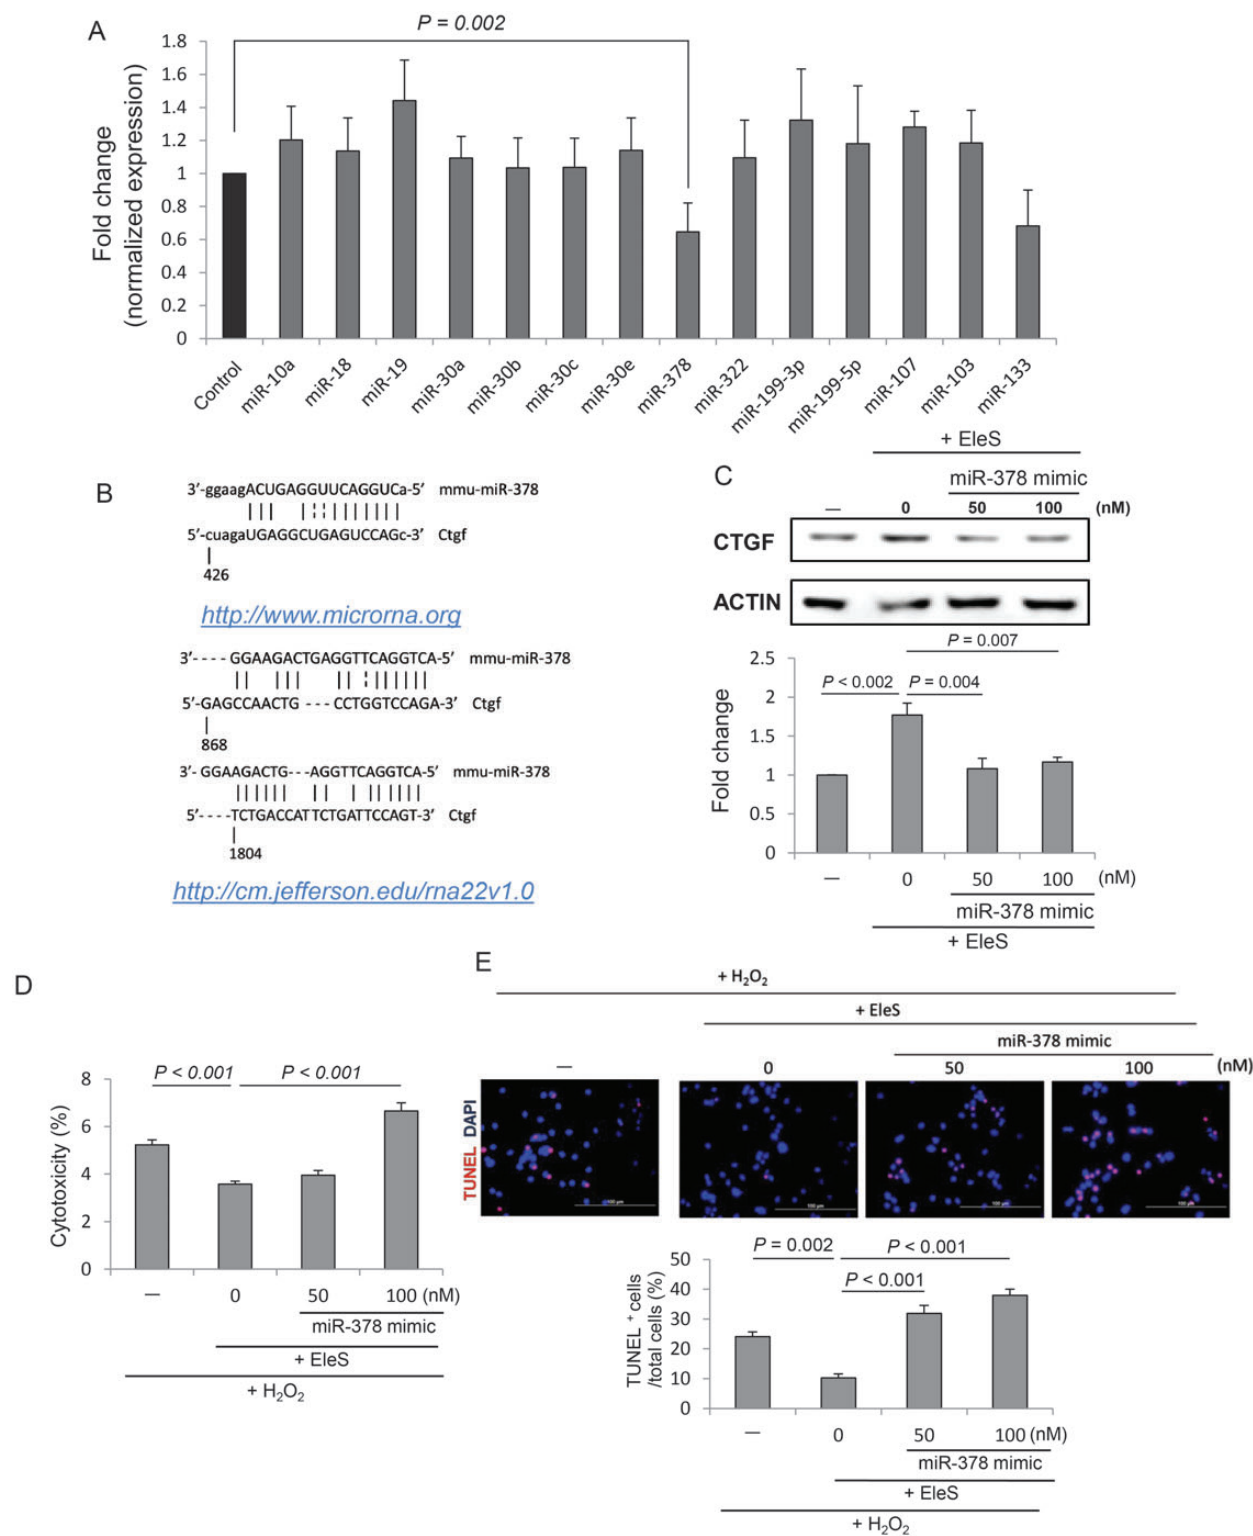 A
P = 0.002
Fold change
(normalized expression)
1.8
1.6
1.4
1.2
1
0.8
0.6
0.4
0.2
0
Control
miR-10a
miR-18
miR-19
miR-30a
miR-30b
miR-30c
miR-30e
miR-378
miR-322
miR-199-3p
miR-199-5p
miR-107
miR-103
miR-133
B
3'-ggaagACUGAGGUUCAGGUCa-5' mmu-miR-378
5'-cuagaUGAGGCUGAGUCCAGc-3' Ctgf
426
http://www.microrna.org
3'----GGAAGACTGAGGTTCAGGTCA-5' mmu-miR-378
5'-GAGCCAACTG---CCTGGTCCAGA-3' Ctgf
868
3'-GGAAGACTG---AGGTTCAGGTCA-5' mmu-miR-378
5'----TCTGACCATTCTGATTCCAGT-3' Ctgf
1804
http://cm.jefferson.edu/rna22v1.0
C
+ EleS
miR-378 mimic
— 0 50 100 (nM)
CTGF
ACTIN
P = 0.007
P < 0.002 P = 0.004
Fold change
2.5
2
1.5
1
0.5
0
— 0 50 100 (nM)
miR-378 mimic
+ EleS
D
P < 0.001 P < 0.001
Cytotoxicity (%)
8
6
4
2
0
— 0 50 100 (nM)
miR-378 mimic
+ EleS
+ H₂O₂
E
+ H₂O₂
+ EleS
miR-378 mimic
— 0 50 100 (nM)
TUNEL DAPI
100 µm
100 µm
100 µm
100 µm
P = 0.002 P < 0.001
P < 0.001
TUNEL ⁺ cells
/total cells (%)
50
40
30
20
10
0
— 0 50 100 (nM)
miR-378 mimic
+ EleS
+ H₂O₂